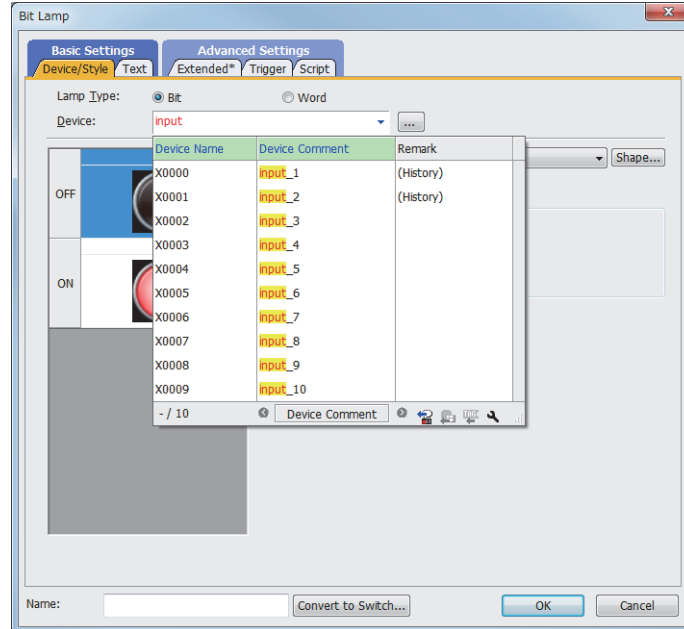 Bit Lamp
Basic Settings Advanced Settings
Device/Style Text Extended* Trigger Script
Lamp Type: Bit Word
Device: input ...
Device Name Device Comment Remark
Shape...
X0000 input_1 (History)
OFF
X0001 input_2 (History)
X0002 input_3
X0003 input_4
X0004 input_5
ON
X0005 input_6
X0006 input_7
X0007 input_8
X0008 input_9
X0009 input_10
- / 10 Device Comment
Name: Convert to Switch... OK Cancel